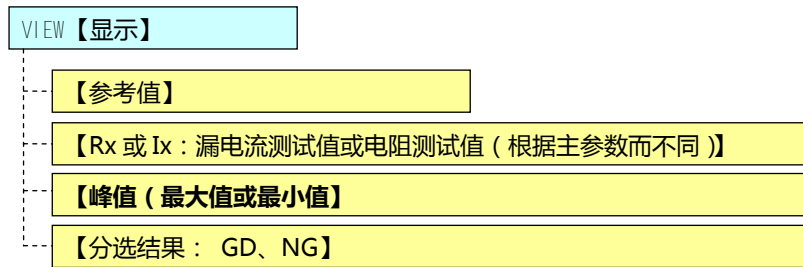 VIEW【显示】
【参考值】
【Rx 或 Ix：漏电流测试值或电阻测试值（根据主参数而不同）】
【峰值（最大值或最小值】
【分选结果： GD、NG】